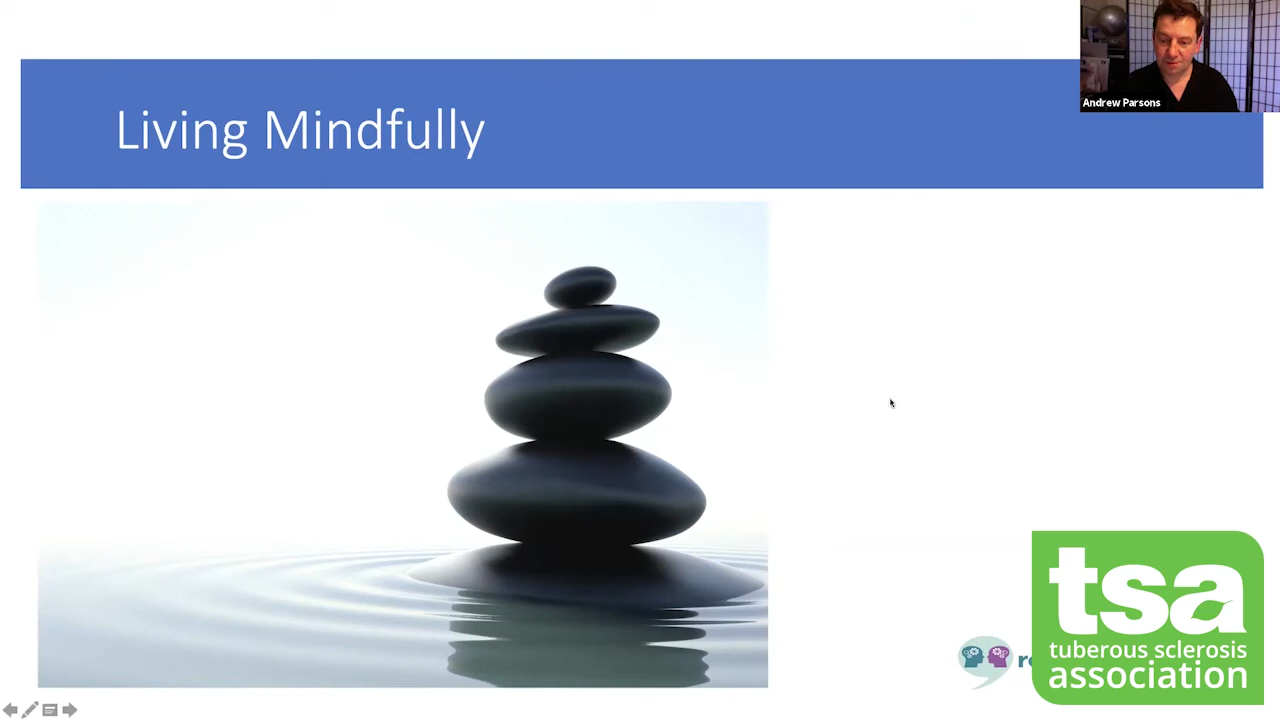 Living Mindfully
Andrew Parsons
tsa
tuberous sclerosis
association